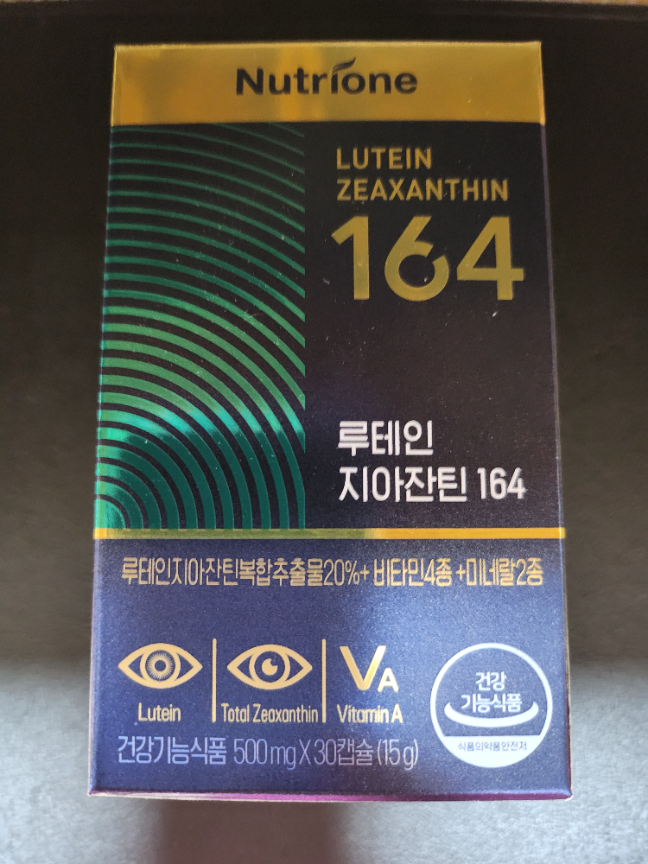 Nutrione
LUTEIN
ZEAXANTHIN
164
루테인
지아잔틴 164
루테인지아잔틴복합추출물20%+ 비타민4종 +미네랄2종
Lutein
Total Zeaxanthin
VA
Vitamin A
건강
기능식품
식품의약품안전처
건강기능식품 500mg X 30캡슐 (15g)